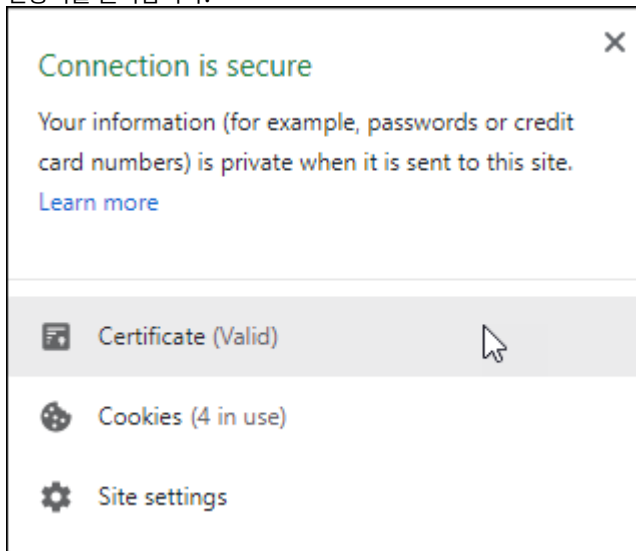 Connection is secure
Your information (for example, passwords or credit
card numbers) is private when it is sent to this site.
Learn more
Certificate (Valid)
Cookies (4 in use)
Site settings